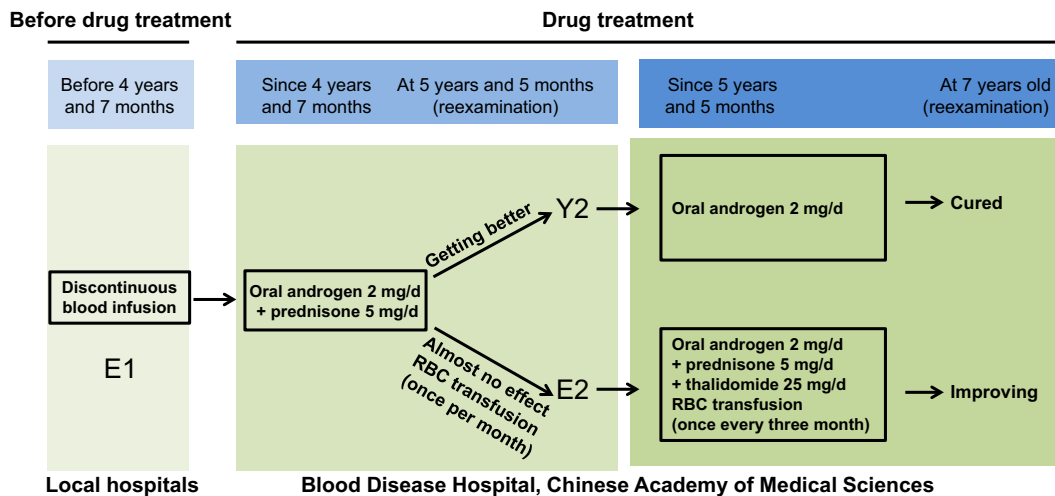 Before drug treatment
Drug treatment
Before 4 years
and 7 months
Since 4 years
and 7 months
At 5 years and 5 months
(reexamination)
Since 5 years
and 5 months
At 7 years old
(reexamination)
Discontinuous
blood infusion
E1
Oral androgen 2 mg/d
+ prednisone 5 mg/d
Getting better
Y2
Oral androgen 2 mg/d
Cured
Almost no effect
RBC transfusion
(once per month)
E2
Oral androgen 2 mg/d
+ prednisone 5 mg/d
+ thalidomide 25 mg/d
RBC transfusion
(once every three month)
Improving
Local hospitals
Blood Disease Hospital, Chinese Academy of Medical Sciences